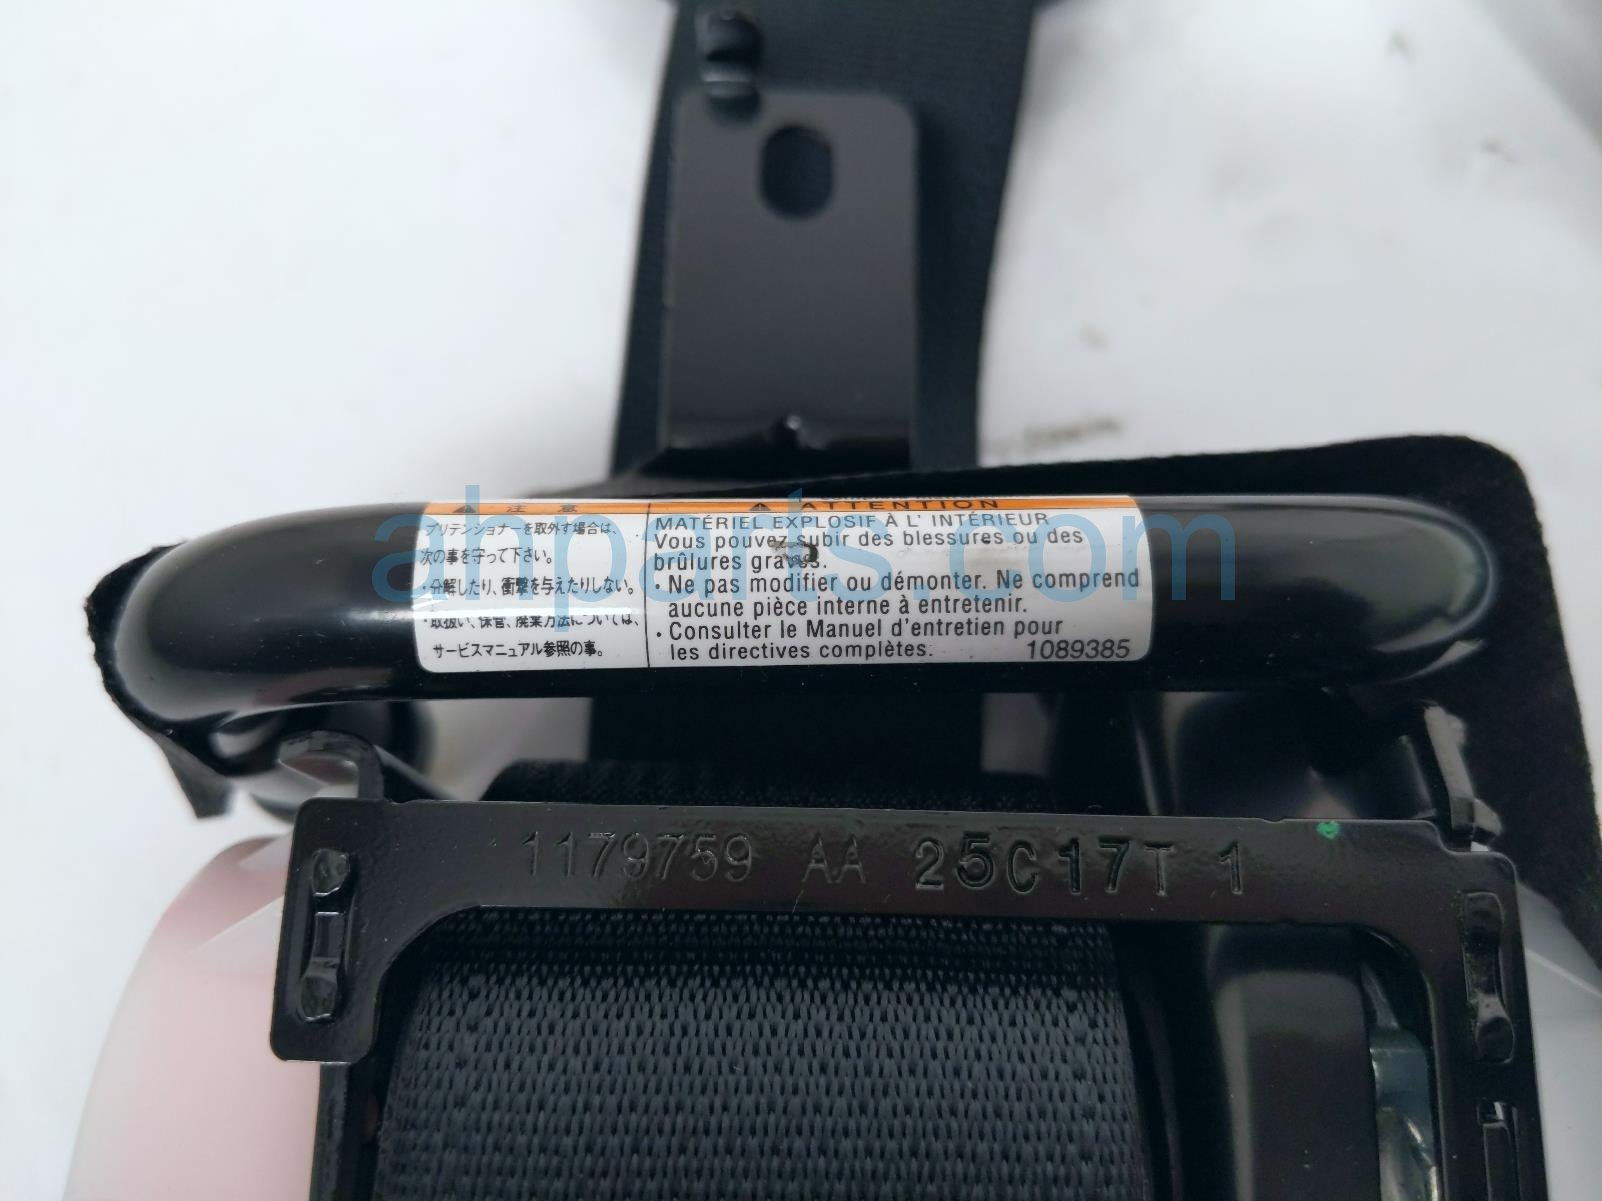 注 意
プリテンショナーを取外す場合は、
次の事を守って下さい。
・分解したり、衝撃を与えたりしない。
・取扱い、保管、廃棄方法については、
サービスマニュアル参照の事。
ATTENTION
MATÉRIEL EXPLOSIF À L' INTÉRIEUR
Vous pouvez subir des blessures ou des
brûlures graves.
・Ne pas modifier ou démonter. Ne comprend
aucune pièce interne à entretenir.
・Consulter le Manuel d'entretien pour
les directives complètes.
1089385
ahparts.com
1179759 AA 25C17T 1